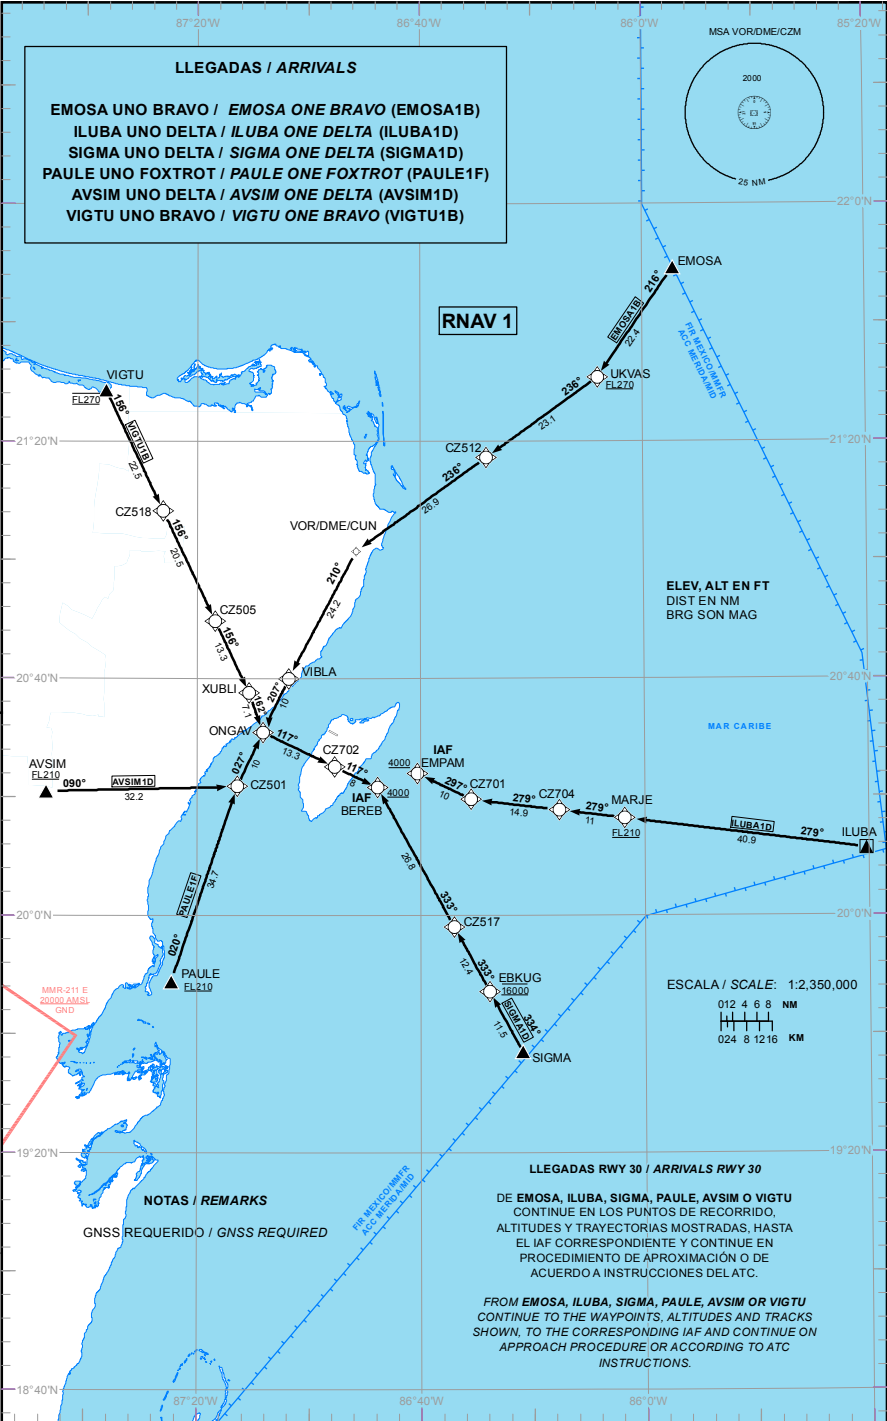 87°20'W
86°40'W
86°0'W
85°20'W
MSA VOR/DME/CZM
2000
25 NM
LLEGADAS / ARRIVALS
EMOSA UNO BRAVO / EMOSA ONE BRAVO (EMOSA1B)
ILUBA UNO DELTA / ILUBA ONE DELTA (ILUBA1D)
SIGMA UNO DELTA / SIGMA ONE DELTA (SIGMA1D)
PAULE UNO FOXTROT / PAULE ONE FOXTROT (PAULE1F)
AVSIM UNO DELTA / AVSIM ONE DELTA (AVSIM1D)
VIGTU UNO BRAVO / VIGTU ONE BRAVO (VIGTU1B)
22°0'N
EMOSA
216°
EMOSA1B
22.4
RNAV 1
FIR MEXICO/MMFR
ACC MERIDA/MID
VIGTU
FL270
156°
VIGTU1B
22.5
UKVAS
FL270
236°
23.1
21°20'N
21°20'N
CZ512
236°
26.9
CZ518
156°
20.5
VOR/DME/CUN
210°
24.2
ELEV, ALT EN FT
DIST EN NM
BRG SON MAG
CZ505
156°
13.3
20°40'N
20°40'N
VIBLA
207°
10
XUBLI
162°
7.1
ONGAV
117°
13.3
MAR CARIBE
CZ702
117°
8
IAF
BEREB
4000
IAF
EMPAM
4000
297°
10
CZ701
279°
14.9
CZ704
279°
11
MARJE
FL210
ILUBA1D
40.9
279°
ILUBA
AVSIM
FL210
090°
AVSIM1D
32.2
027°
10
CZ501
PAULE1F
34.7
020°
PAULE
FL210
26.8
333°
CZ517
20°0'N
20°0'N
333°
12.4
EBKUG
16000
SIGMA1D
334°
11.5
SIGMA
MMR-211 E
20000 AMSL
GND
ESCALA / SCALE: 1:2,350,000
012 4 6 8 NM
024 8 1216 KM
19°20'N
19°20'N
NOTAS / REMARKS
GNSS REQUERIDO / GNSS REQUIRED
FIR MEXICO/MMFR
ACC MERIDA/MID
LLEGADAS RWY 30 / ARRIVALS RWY 30
DE EMOSA, ILUBA, SIGMA, PAULE, AVSIM O VIGTU
CONTINUE EN LOS PUNTOS DE RECORRIDO,
ALTITUDES Y TRAYECTORIAS MOSTRADAS, HASTA
EL IAF CORRESPONDIENTE Y CONTINUE EN
PROCEDIMIENTO DE APROXIMACIÓN O DE
ACUERDO A INSTRUCCIONES DEL ATC.
FROM EMOSA, ILUBA, SIGMA, PAULE, AVSIM OR VIGTU
CONTINUE TO THE WAYPOINTS, ALTITUDES AND TRACKS
SHOWN, TO THE CORRESPONDING IAF AND CONTINUE ON
APPROACH PROCEDURE OR ACCORDING TO ATC
INSTRUCTIONS.
18°40'N
18°40'N
87°20'W
86°40'W
86°0'W